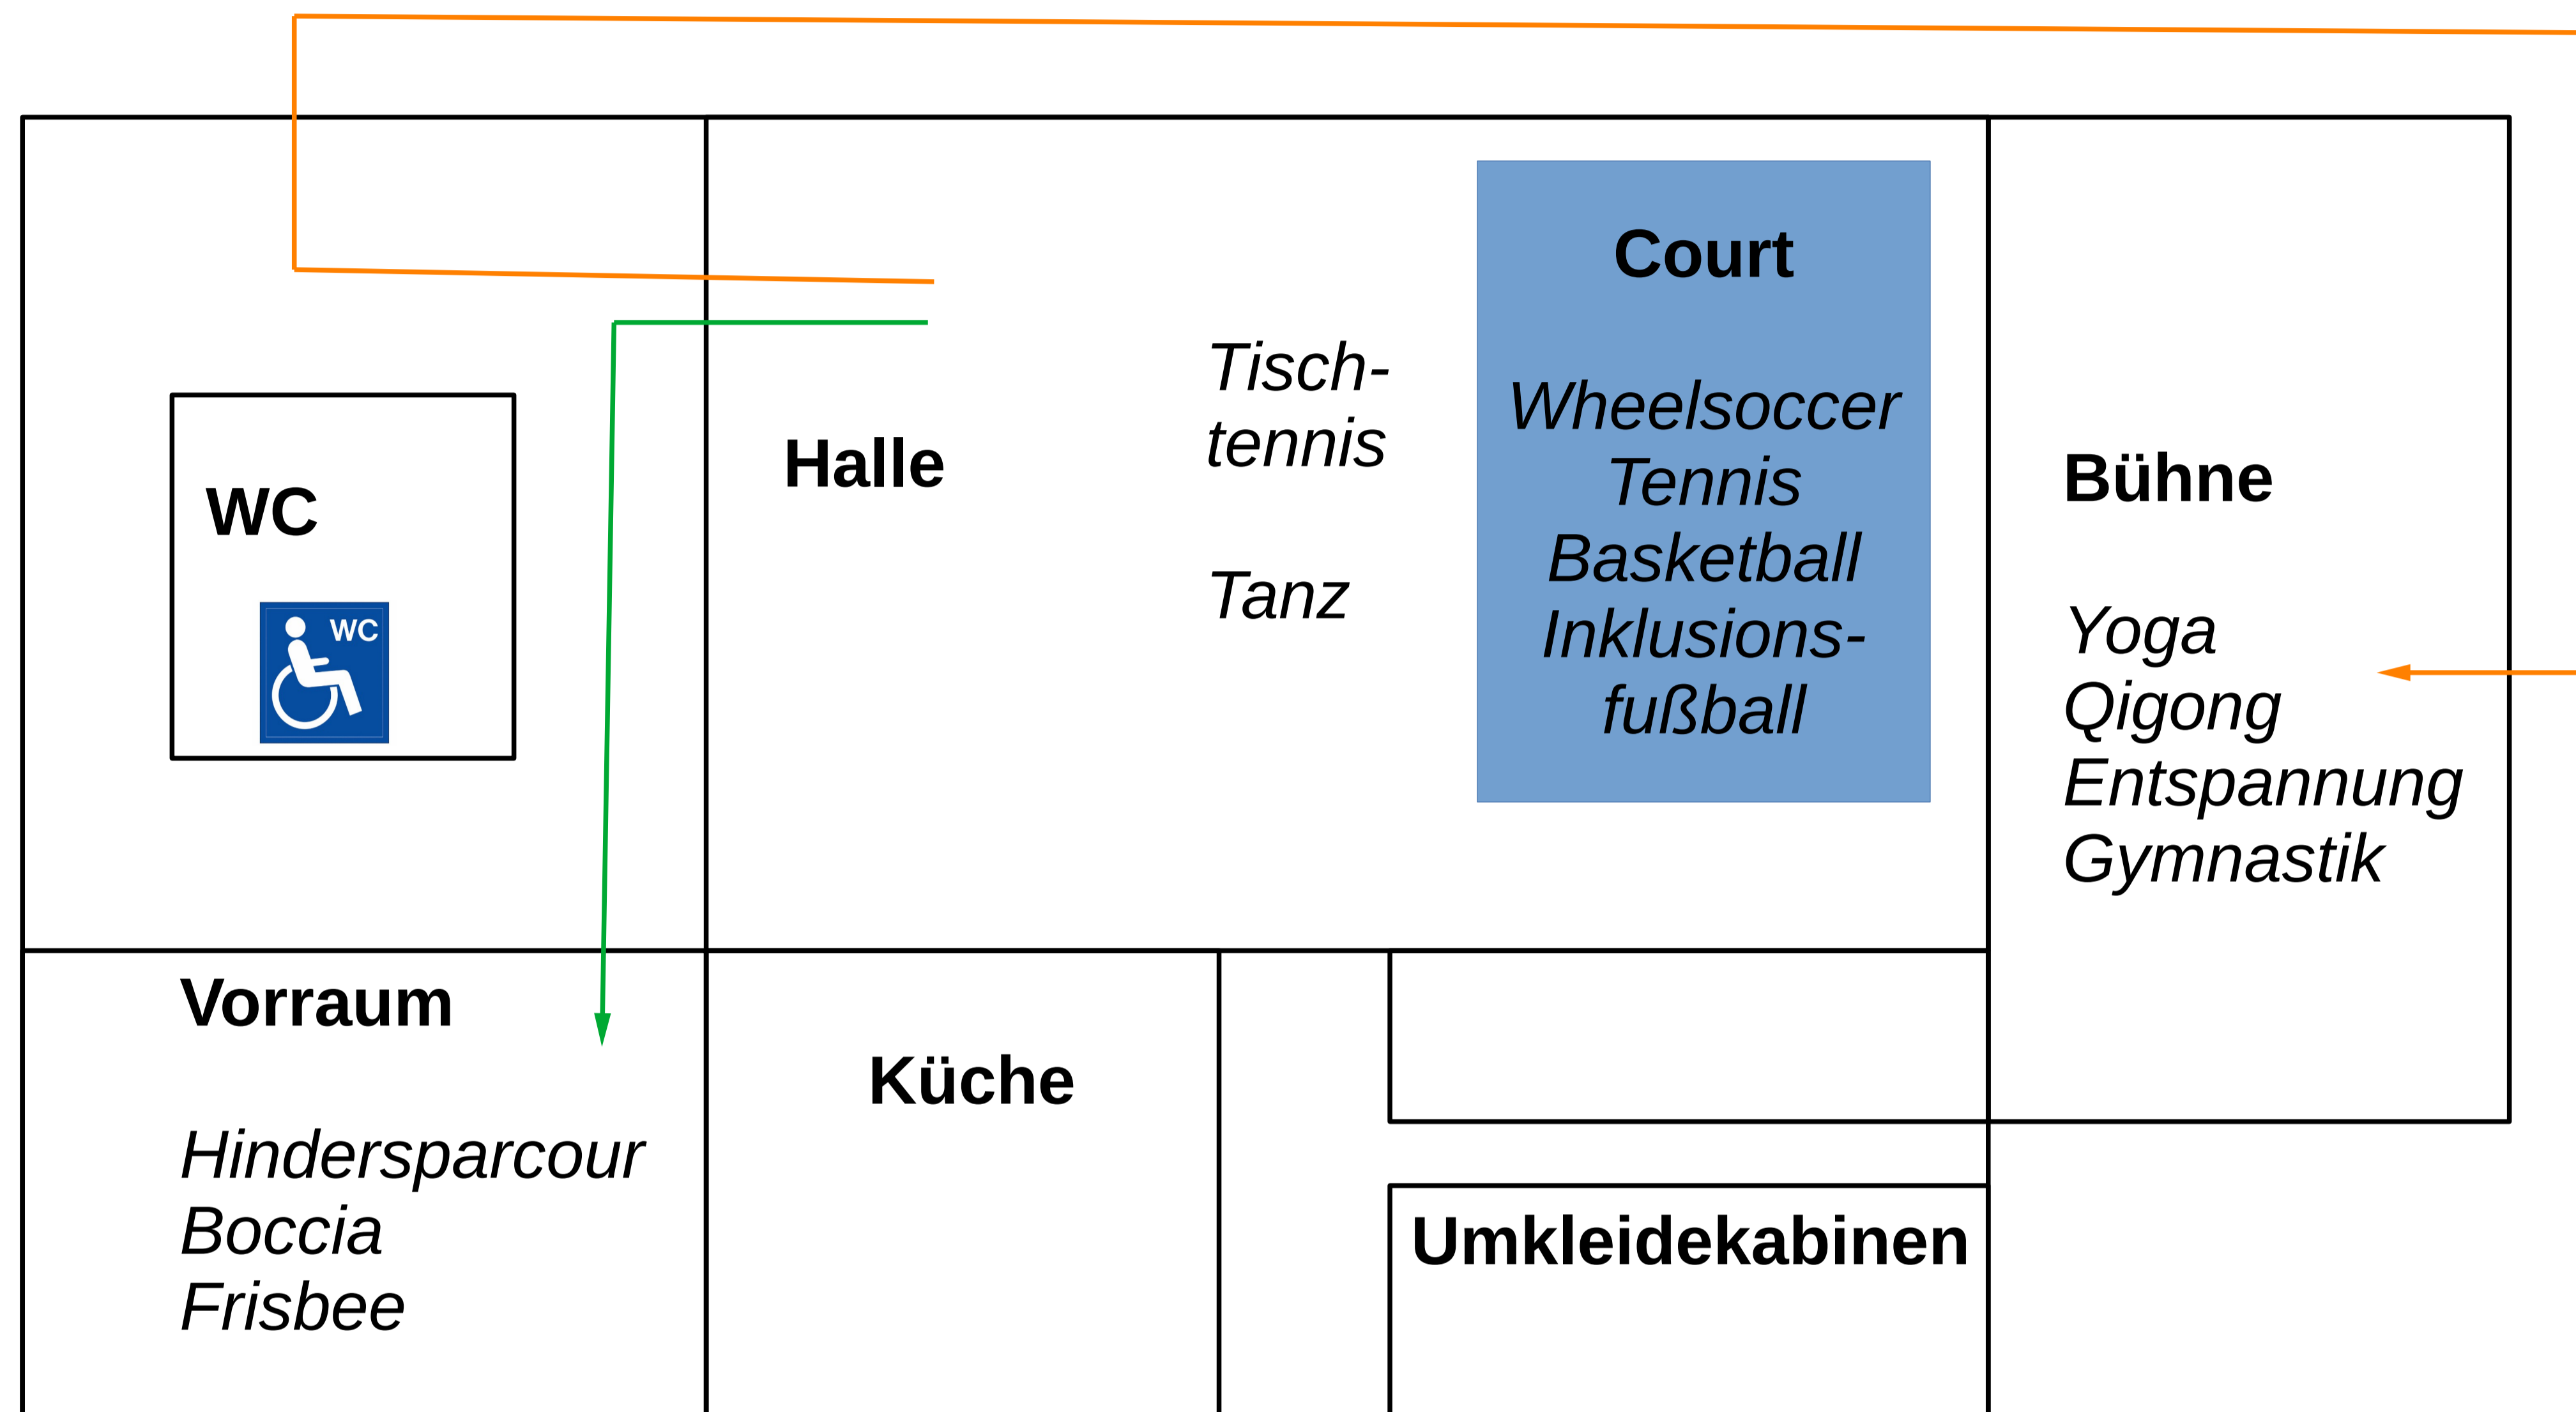 WC
WC
Halle
Tisch-
tennis
Tanz
Court
Wheelsoccer
Tennis
Basketball
Inklusions-
fußball
Bühne
Yoga
Qigong
Entspannung
Gymnastik
Vorraum
Hindersparcour
Boccia
Frisbee
Küche
Umkleidekabinen